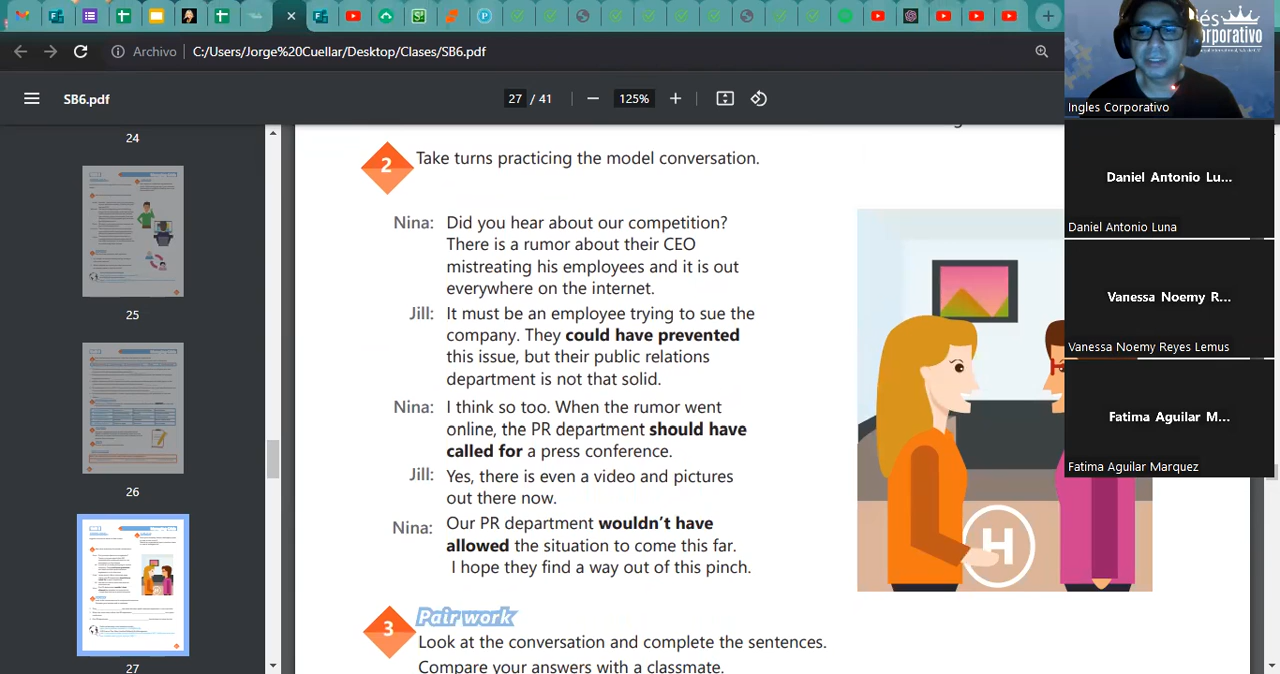 Archivo
C:/Users/Jorge%20Cuellar/Desktop/Clases/SB6.pdf
SB6.pdf
27 / 41
125%
24
25
26
27
2 Take turns practicing the model conversation.
Nina: Did you hear about our competition?
There is a rumor about their CEO
mistreating his employees and it is out
everywhere on the internet.
Jill: It must be an employee trying to sue the
company. They could have prevented
this issue, but their public relations
department is not that solid.
Nina: I think so too. When the rumor went
online, the PR department should have
called for a press conference.
Jill: Yes, there is even a video and pictures
out there now.
Nina: Our PR department wouldn't have
allowed the situation to come this far.
I hope they find a way out of this pinch.
H
3 Pair work
Look at the conversation and complete the sentences.
Compare your answers with a classmate.
Ingles Corporativo
Daniel Antonio Lu...
Daniel Antonio Luna
Vanessa Noemy R...
Vanessa Noemy Reyes Lemus
Fatima Aguilar M...
Fatima Aguilar Marquez